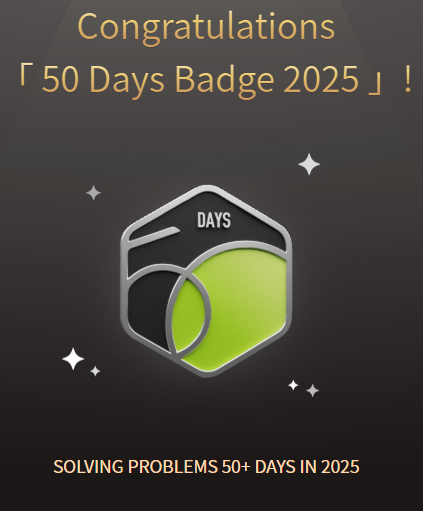 Congratulations
「 50 Days Badge 2025 」!
DAYS
SOLVING PROBLEMS 50+ DAYS IN 2025